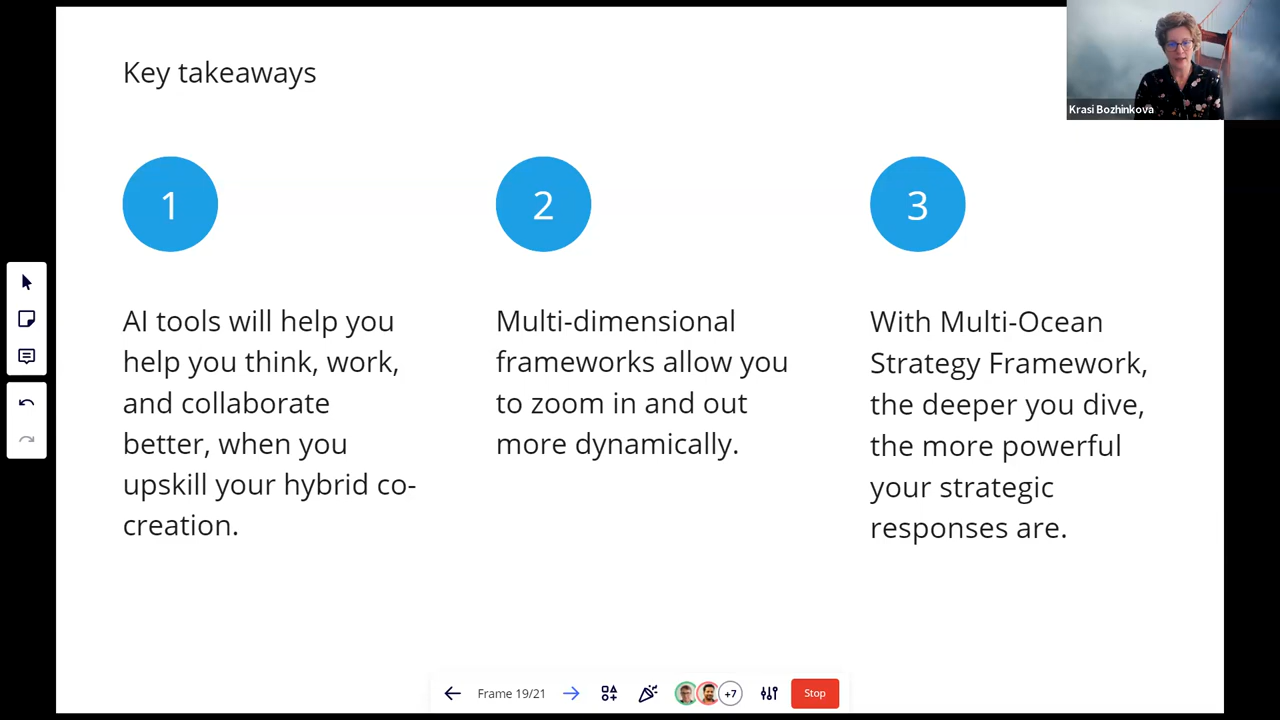 Key takeaways
Krasi Bozhinkova
1
2
3
AI tools will help you
help you think, work,
and collaborate
better, when you
upskill your hybrid co-
creation.
Multi-dimensional
frameworks allow you
to zoom in and out
more dynamically.
With Multi-Ocean
Strategy Framework,
the deeper you dive,
the more powerful
your strategic
responses are.
Frame 19/21
+7
Stop